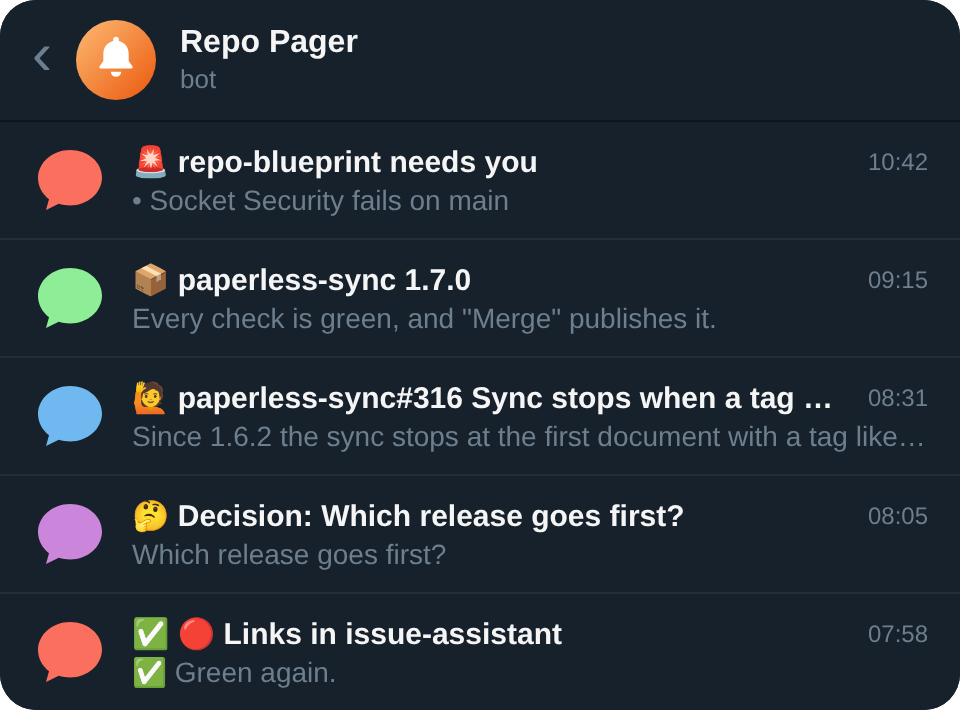 Repo Pager
bot
🚨 repo-blueprint needs you 10:42
• Socket Security fails on main
📦 paperless-sync 1.7.0 09:15
Every check is green, and "Merge" publishes it.
🙋 paperless-sync#316 Sync stops when a tag … 08:31
Since 1.6.2 the sync stops at the first document with a tag like…
🤔 Decision: Which release goes first? 08:05
Which release goes first?
✅ 🔴 Links in issue-assistant 07:58
✅ Green again.